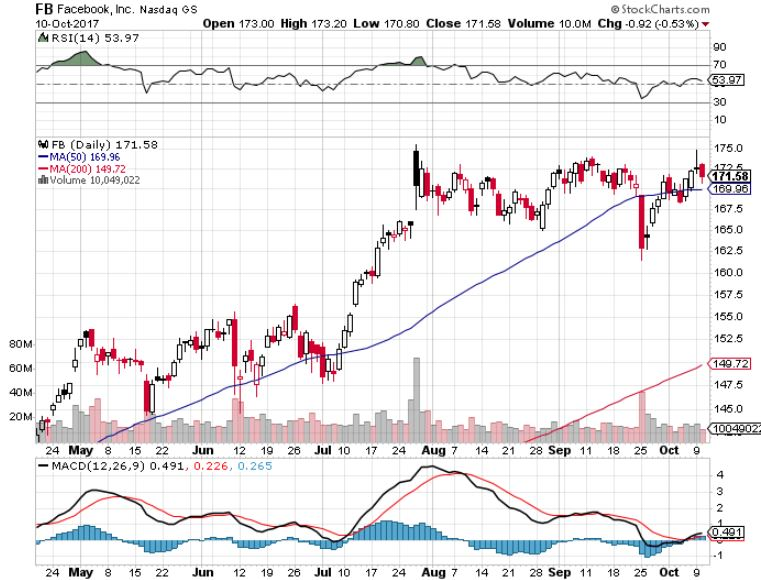 FB Facebook, Inc. Nasdaq GS © StockCharts.com
10-Oct-2017 Open 173.00 High 173.20 Low 170.80 Close 171.58 Volume 10.0M Chg -0.92 (-0.53%)
RSI(14) 53.97
90
70
53.97
30
10
FB (Daily) 171.58
MA(50) 169.96
MA(200) 149.72
Volume 10,049,022
175.0
172.5
171.58
169.96
167.5
165.0
162.5
160.0
157.5
155.0
152.5
149.72
147.5
145.0
10049022
80M
60M
40M
20M
24 May 8 15 22 Jun 12 19 26 Jul 10 17 24 Aug 7 14 21 28 Sep 11 18 25 Oct 9
MACD(12,26,9) 0.491, 0.226, 0.265
4
3
2
1
0.491
-1
24 May 8 15 22 Jun 12 19 26 Jul 10 17 24 Aug 7 14 21 28 Sep 11 18 25 Oct 9